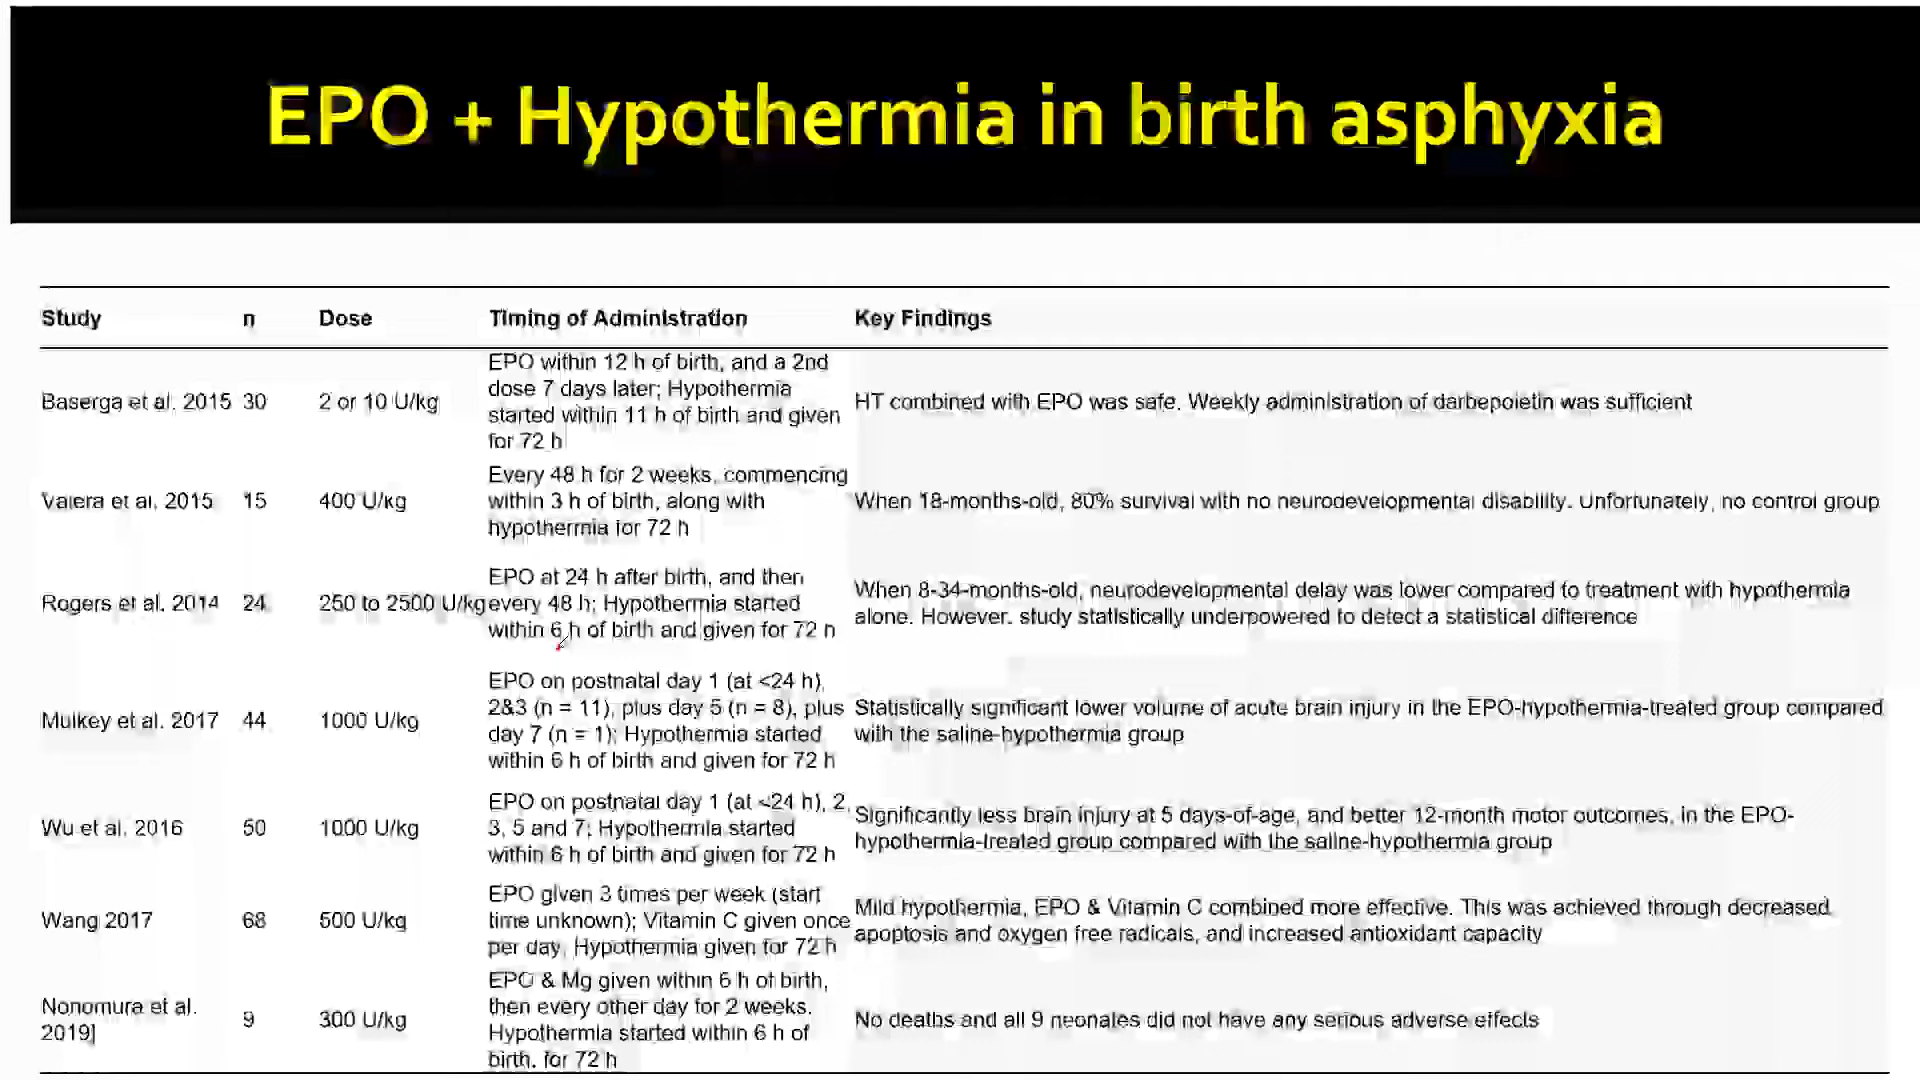 EPO + Hypothermia in birth asphyxia
Study n Dose Timing of Administration Key Findings
Baserga et al. 2015 30 2 or 10 U/kg EPO within 12 h of birth, and a 2nd
dose 7 days later; Hypothermia
started within 11 h of birth and given
for 72 h
HT combined with EPO was safe. Weekly administration of darbepoietin was sufficient
Valera et al. 2015 15 400 U/kg Every 48 h for 2 weeks, commencing
within 3 h of birth, along with
hypothermia for 72 h
When 18-months-old, 80% survival with no neurodevelopmental disability. Unfortunately, no control group
Rogers et al. 2014 24 250 to 2500 U/kg EPO at 24 h after birth, and then
every 48 h; Hypothermia started
within 6 h of birth and given for 72 h
When 8-34-months-old, neurodevelopmental delay was lower compared to treatment with hypothermia
alone. However, study statistically underpowered to detect a statistical difference
Mulkey et al. 2017 44 1000 U/kg EPO on postnatal day 1 (at <24 h),
2&3 (n = 11), plus day 5 (n = 8), plus
day 7 (n = 1); Hypothermia started
within 6 h of birth and given for 72 h
Statistically significant lower volume of acute brain injury in the EPO-hypothermia-treated group compared
with the saline-hypothermia group
Wu et al. 2016 50 1000 U/kg EPO on postnatal day 1 (at <24 h), 2,
3, 5 and 7; Hypothermia started
within 6 h of birth and given for 72 h
Significantly less brain injury at 5 days-of-age, and better 12-month motor outcomes, in the EPO-
hypothermia-treated group compared with the saline-hypothermia group
Wang 2017 68 500 U/kg EPO given 3 times per week (start
time unknown); Vitamin C given once
per day, Hypothermia given for 72 h
Mild hypothermia, EPO & Vitamin C combined more effective. This was achieved through decreased
apoptosis and oxygen free radicals, and increased antioxidant capacity
Nonomura et al.
2019] 9 300 U/kg EPO & Mg given within 6 h of birth,
then every other day for 2 weeks.
Hypothermia started within 6 h of
birth, for 72 h
No deaths and all 9 neonates did not have any serious adverse effects